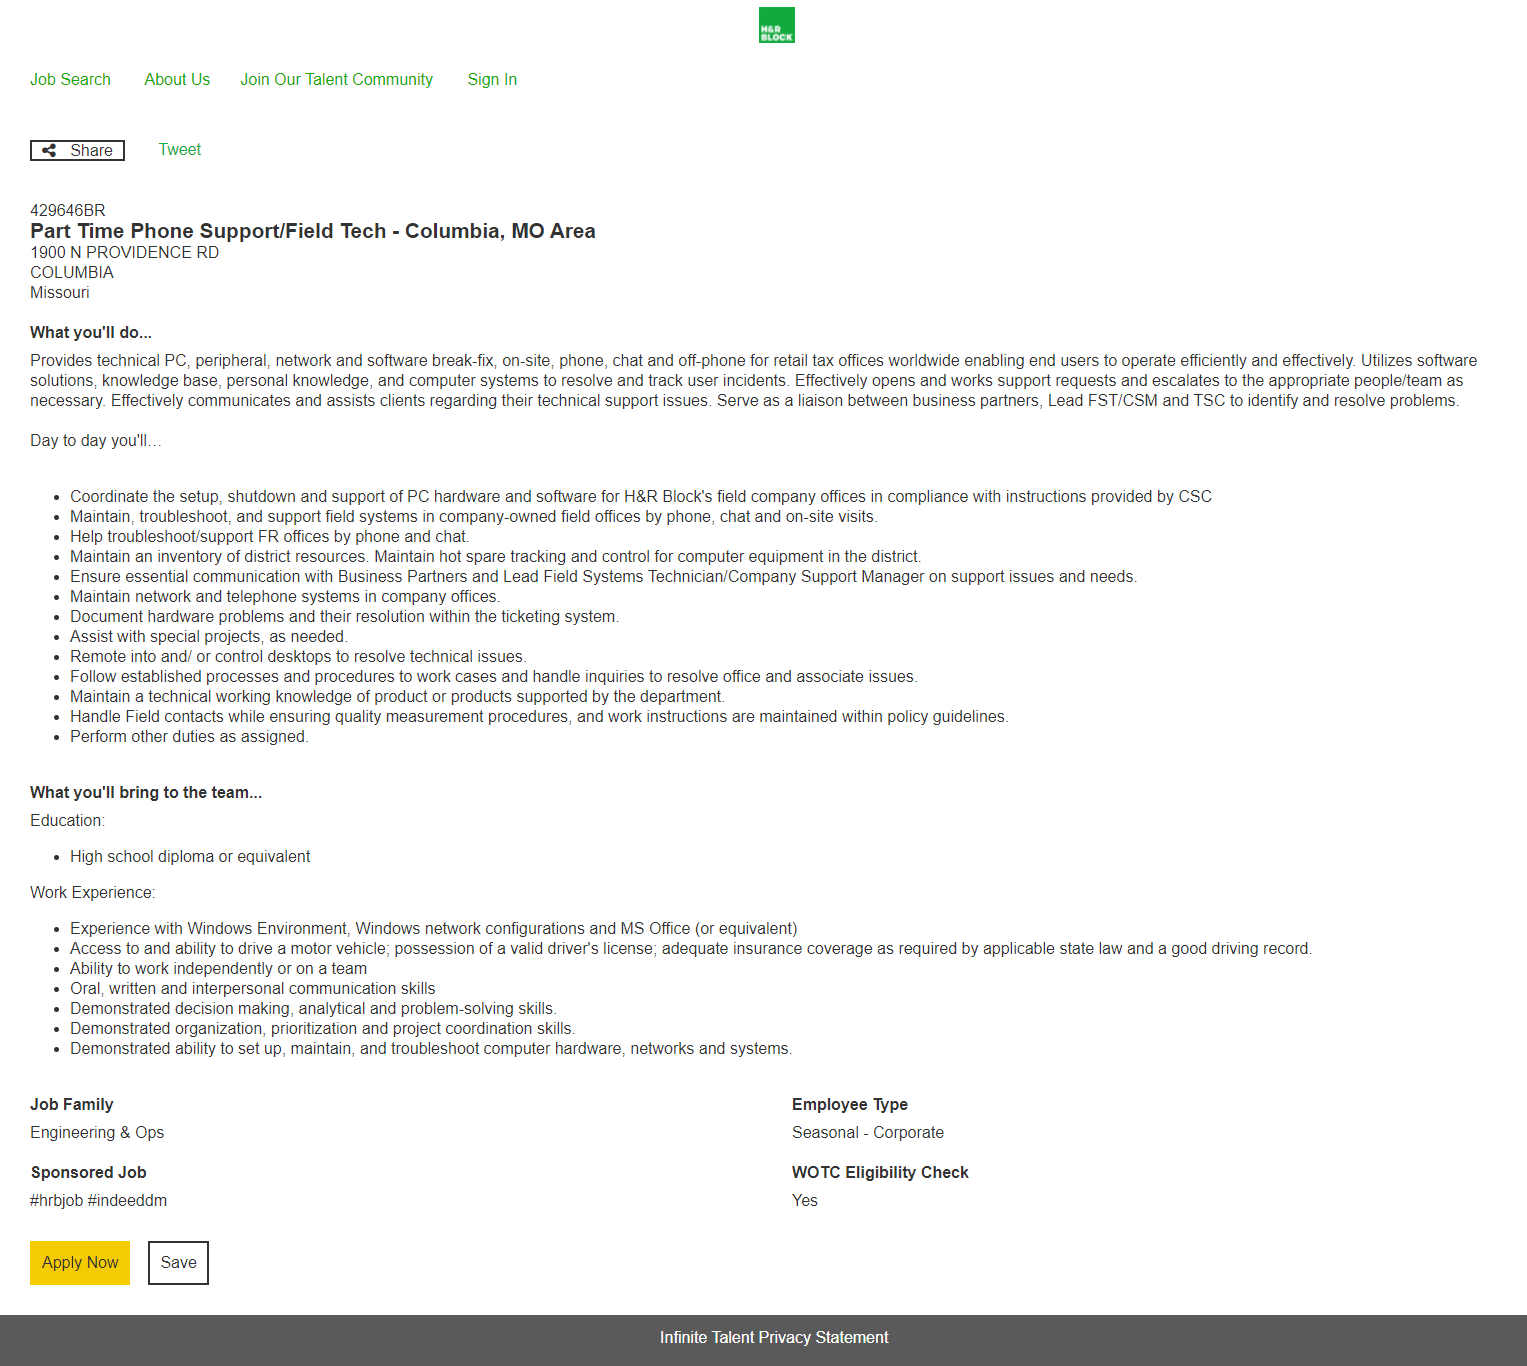 H&R
BLOCK
Job Search About Us Join Our Talent Community Sign In
Share Tweet
429646BR
Part Time Phone Support/Field Tech - Columbia, MO Area
1900 N PROVIDENCE RD
COLUMBIA
Missouri
What you'll do...
Provides technical PC, peripheral, network and software break-fix, on-site, phone, chat and off-phone for retail tax offices worldwide enabling end users to operate efficiently and effectively. Utilizes software
solutions, knowledge base, personal knowledge, and computer systems to resolve and track user incidents. Effectively opens and works support requests and escalates to the appropriate people/team as
necessary. Effectively communicates and assists clients regarding their technical support issues. Serve as a liaison between business partners, Lead FST/CSM and TSC to identify and resolve problems.
Day to day you'll…
• Coordinate the setup, shutdown and support of PC hardware and software for H&R Block's field company offices in compliance with instructions provided by CSC
• Maintain, troubleshoot, and support field systems in company-owned field offices by phone, chat and on-site visits.
• Help troubleshoot/support FR offices by phone and chat.
• Maintain an inventory of district resources. Maintain hot spare tracking and control for computer equipment in the district.
• Ensure essential communication with Business Partners and Lead Field Systems Technician/Company Support Manager on support issues and needs.
• Maintain network and telephone systems in company offices.
• Document hardware problems and their resolution within the ticketing system.
• Assist with special projects, as needed.
• Remote into and/ or control desktops to resolve technical issues.
• Follow established processes and procedures to work cases and handle inquiries to resolve office and associate issues.
• Maintain a technical working knowledge of product or products supported by the department.
• Handle Field contacts while ensuring quality measurement procedures, and work instructions are maintained within policy guidelines.
• Perform other duties as assigned.
What you'll bring to the team...
Education:
• High school diploma or equivalent
Work Experience:
• Experience with Windows Environment, Windows network configurations and MS Office (or equivalent)
• Access to and ability to drive a motor vehicle; possession of a valid driver's license; adequate insurance coverage as required by applicable state law and a good driving record.
• Ability to work independently or on a team
• Oral, written and interpersonal communication skills
• Demonstrated decision making, analytical and problem-solving skills.
• Demonstrated organization, prioritization and project coordination skills.
• Demonstrated ability to set up, maintain, and troubleshoot computer hardware, networks and systems.
Job Family Employee Type
Engineering & Ops Seasonal - Corporate
Sponsored Job WOTC Eligibility Check
#hrbjob #indeeddm Yes
Apply Now Save
Infinite Talent Privacy Statement